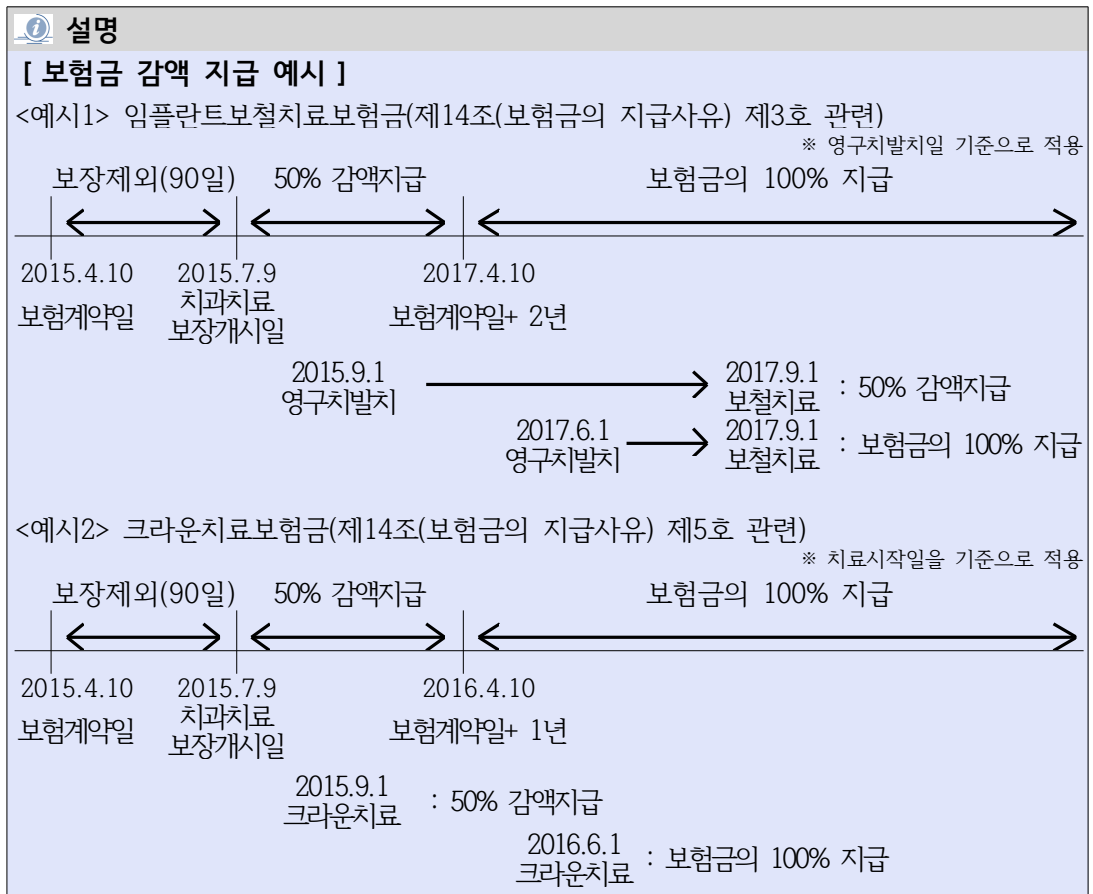 설명
[ 보험금 감액 지급 예시 ]
<예시1> 임플란트보철치료보험금(제14조(보험금의 지급사유) 제3호 관련)
※ 영구치발치일 기준으로 적용
보장제외(90일) 50% 감액지급 보험금의 100% 지급
2015.4.10 2015.7.9 2017.4.10
보험계약일 치과치료 보장개시일 보험계약일+ 2년
2015.9.1 2017.9.1
영구치발치 보철치료 : 50% 감액지급
2017.6.1 2017.9.1
영구치발치 보철치료 : 보험금의 100% 지급
<예시2> 크라운치료보험금(제14조(보험금의 지급사유) 제5호 관련)
※ 치료시작일을 기준으로 적용
보장제외(90일) 50% 감액지급 보험금의 100% 지급
2015.4.10 2015.7.9 2016.4.10
보험계약일 치과치료 보장개시일 보험계약일+ 1년
2015.9.1
크라운치료 : 50% 감액지급
2016.6.1
크라운치료 : 보험금의 100% 지급